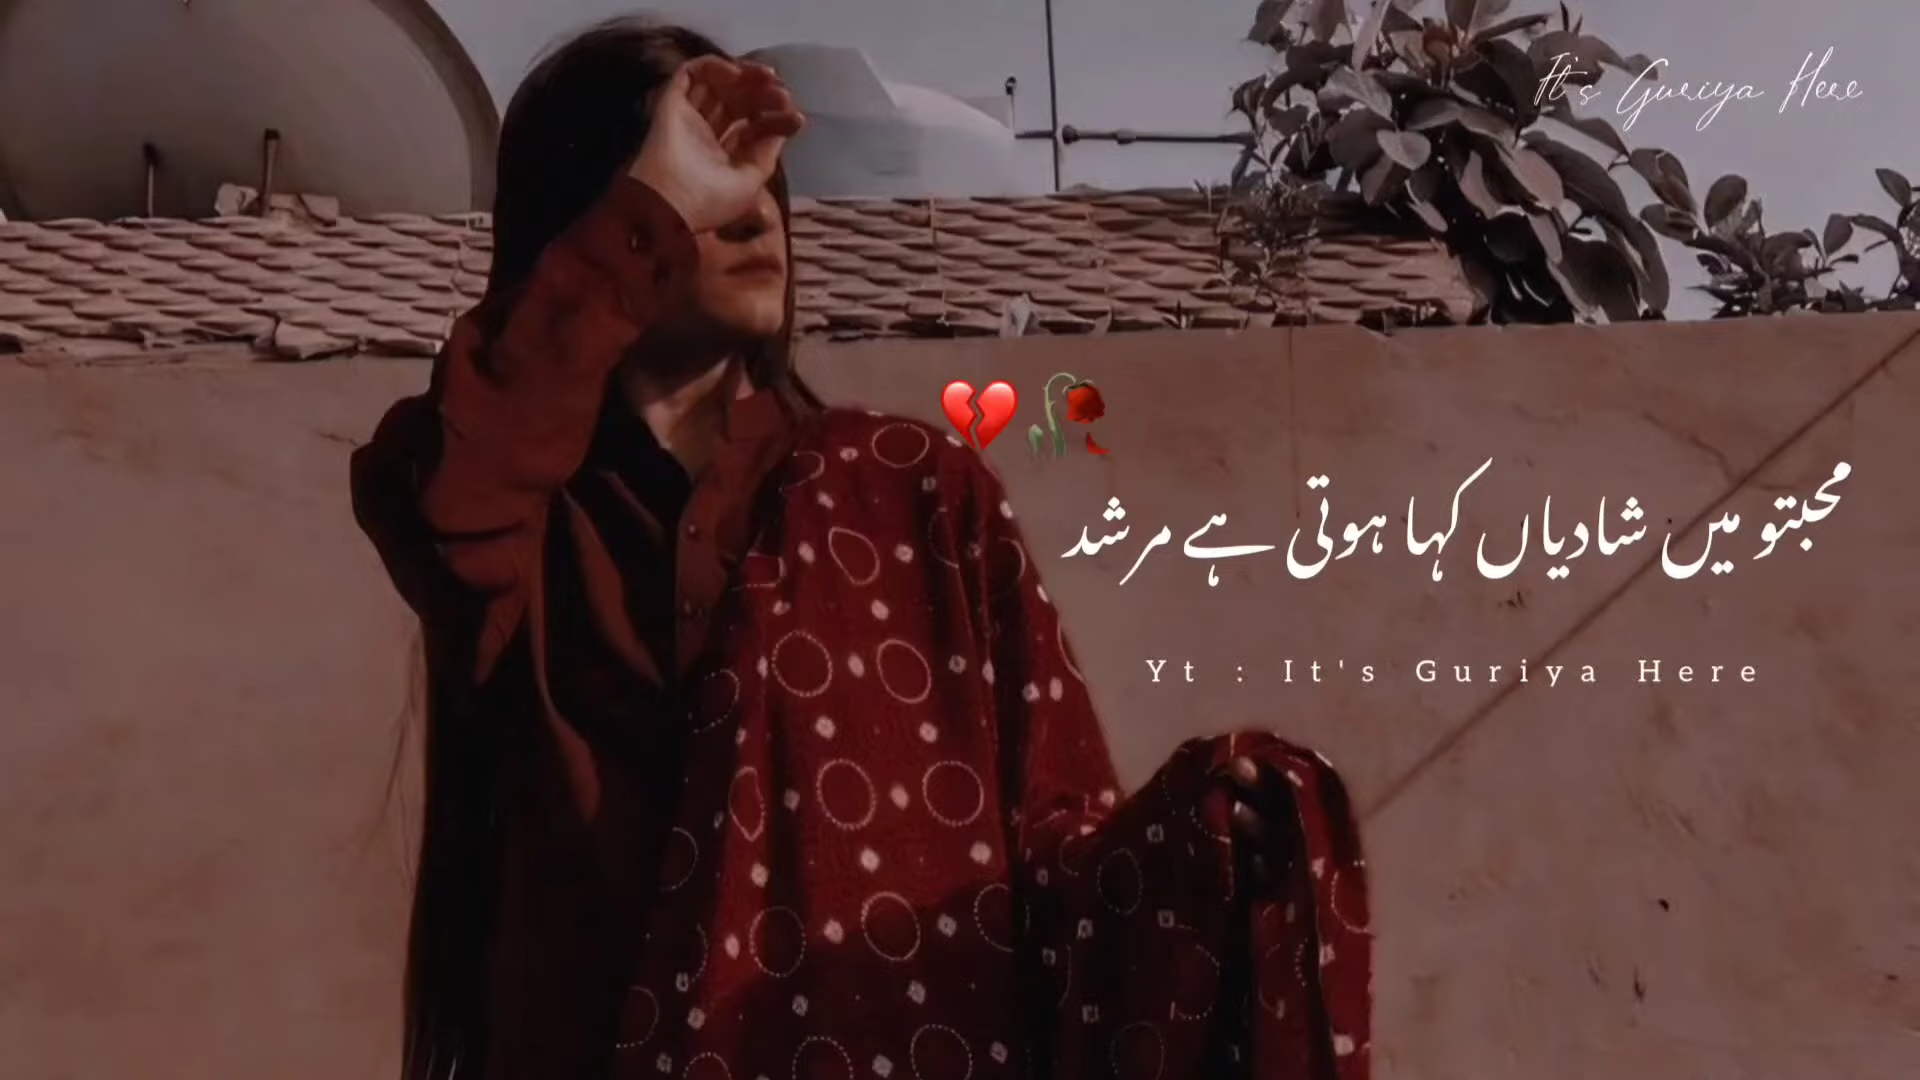 It's Guriya Here
💔🥀
محبتو میں شادیاں کہا ہوتی ہے مرشد
Yt : It's Guriya Here